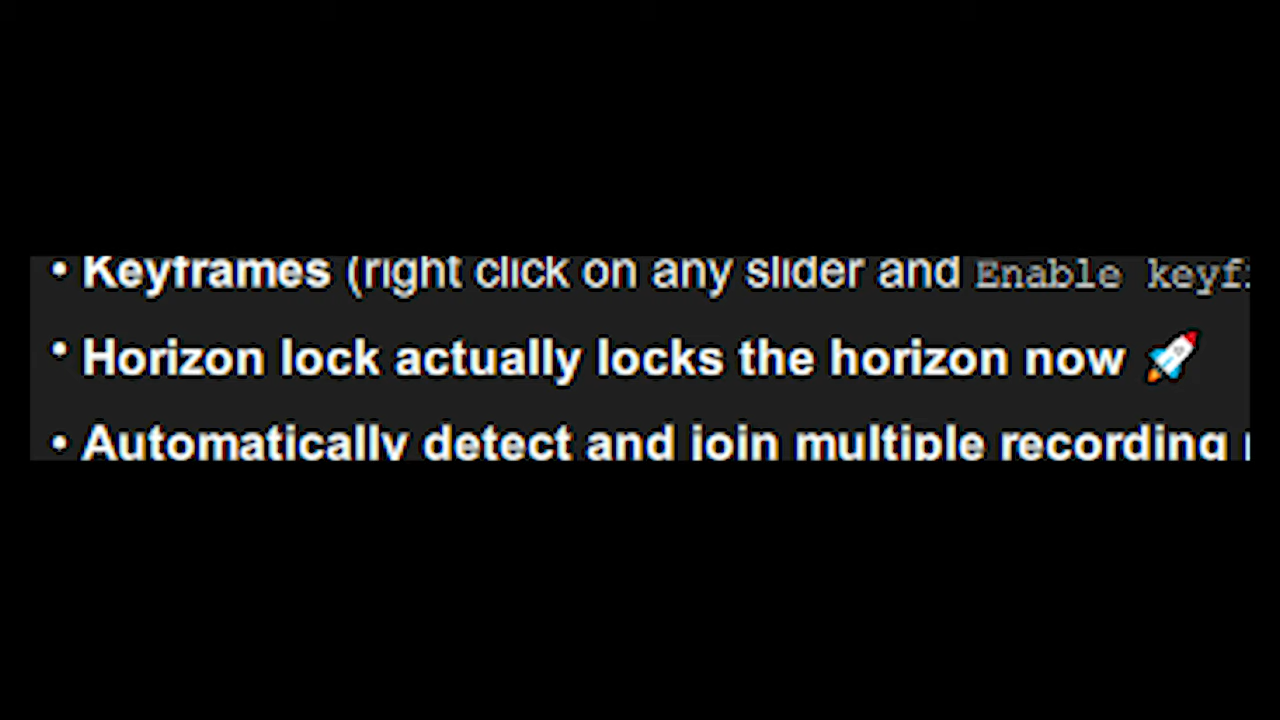 • Keyframes (right click on any slider and Enable
• Horizon lock actually locks the horizon now 🚀
• Automatically detect and join multiple recording